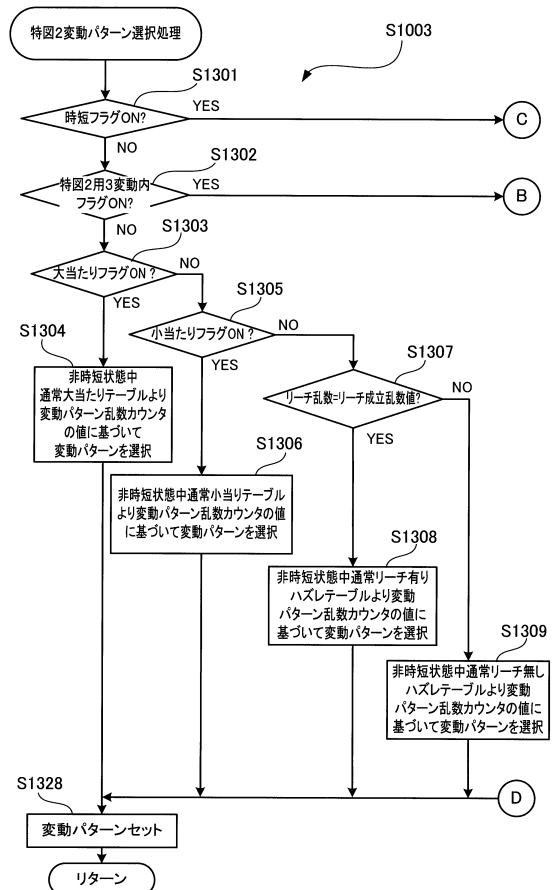 特図2変動パターン選択処理
S1003
S1301
時短フラグON?
YES
C
NO
S1302
特図2用3変動内
フラグON?
YES
B
NO
S1303
大当たりフラグON?
NO
YES
S1304
非時短状態中
通常大当たりテーブルより
変動パターン乱数カウンタ
の値に基づいて
変動パターンを選択
S1305
小当たりフラグON?
NO
YES
S1306
非時短状態中通常小当りテーブル
より変動パターン乱数カウンタの値
に基づいて変動パターンを選択
S1307
リーチ乱数=リーチ成立乱数値?
NO
YES
S1308
非時短状態中通常リーチ有り
ハズレテーブルより変動
パターン乱数カウンタの値に
基づいて変動パターンを選択
S1309
非時短状態中通常リーチ無し
ハズレテーブルより変動
パターン乱数カウンタの値に
基づいて変動パターンを選択
D
S1328
変動パターンセット
リターン